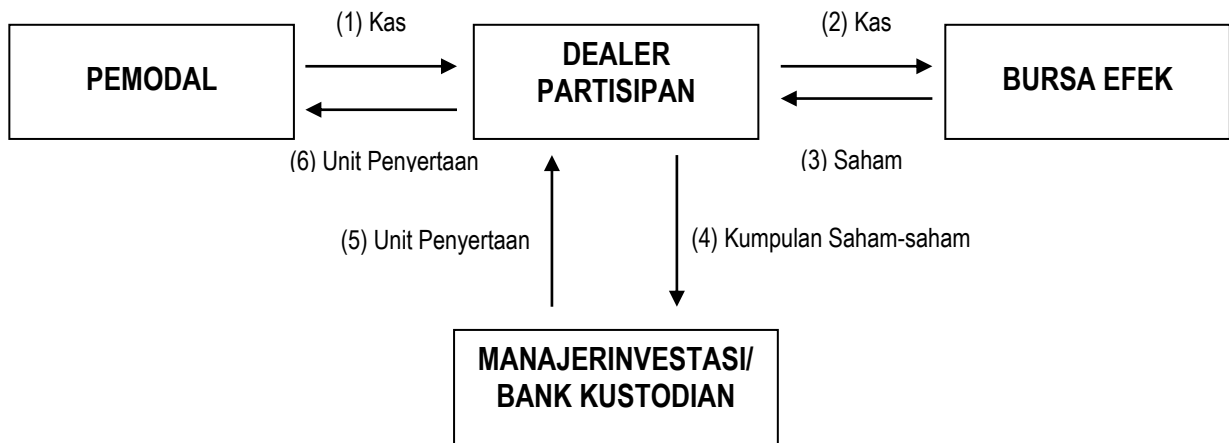 (1) Kas
(2) Kas
PEMODAL
DEALER
PARTISIPAN
BURSA EFEK
(6) Unit Penyertaan
(3) Saham
(5) Unit Penyertaan
(4) Kumpulan Saham-saham
MANAJERINVESTASI/
BANK KUSTODIAN